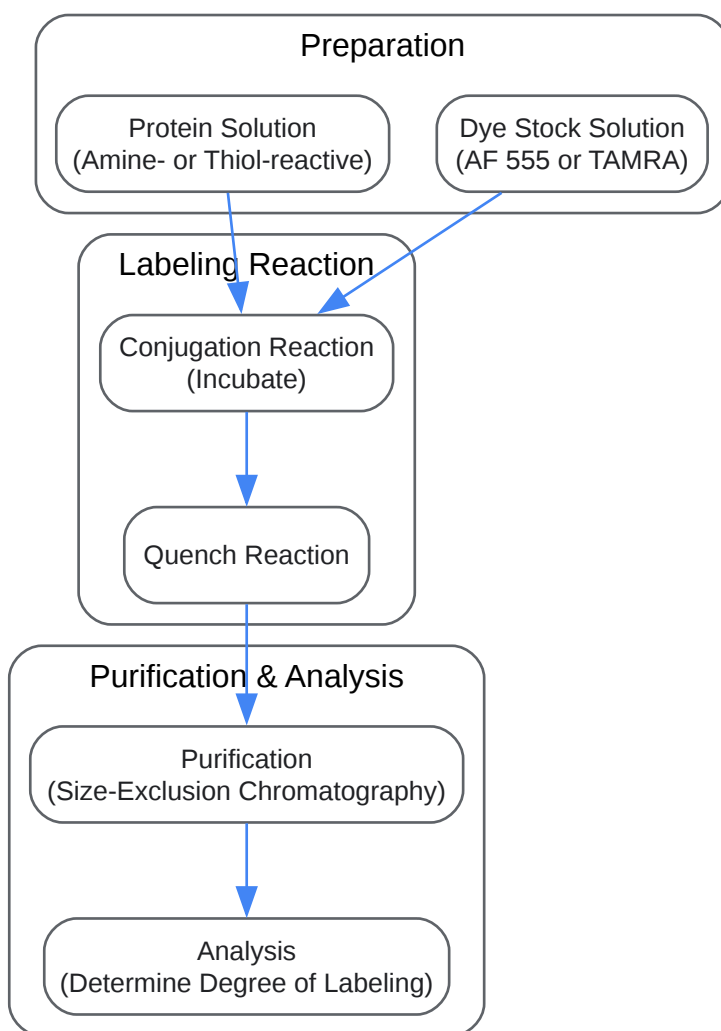 Preparation
Protein Solution
(Amine- or Thiol-reactive)
Dye Stock Solution
(AF 555 or TAMRA)
Labeling Reaction
Conjugation Reaction
(Incubate)
Quench Reaction
Purification & Analysis
Purification
(Size-Exclusion Chromatography)
Analysis
(Determine Degree of Labeling)